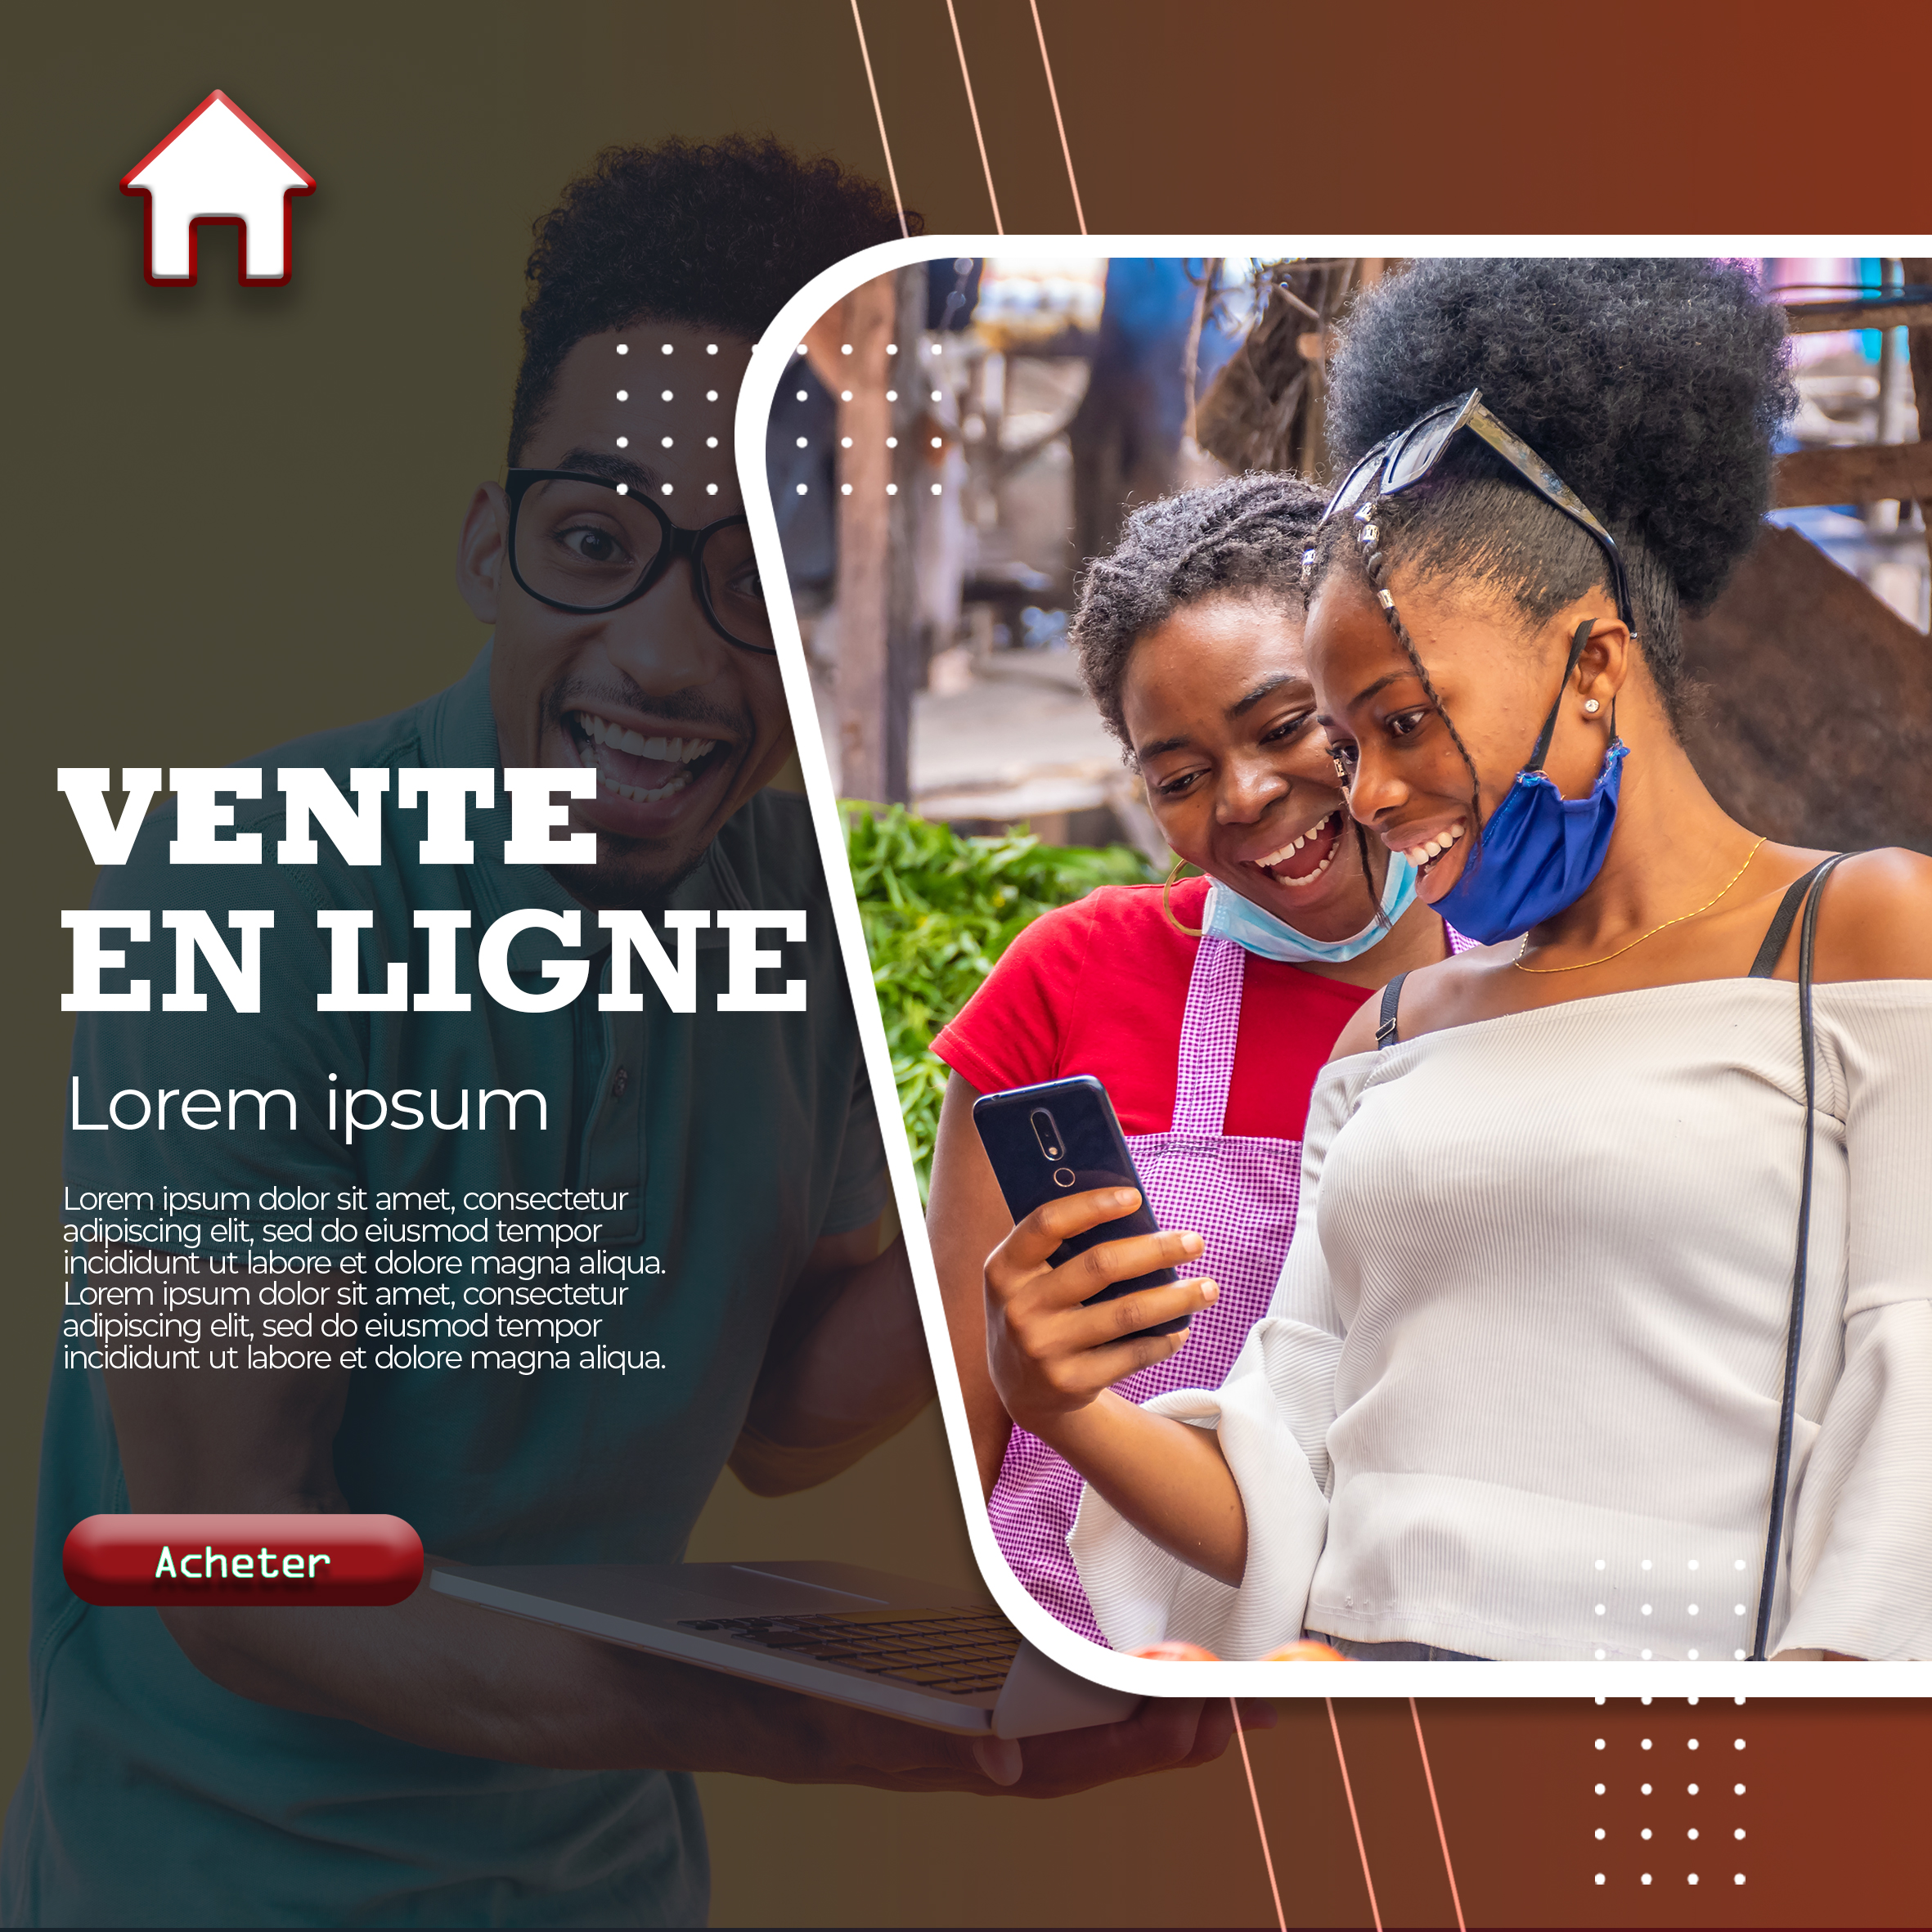 VENTE
EN LIGNE
Lorem ipsum
Lorem ipsum dolor sit amet, consectetur
adipiscing elit, sed do eiusmod tempor
incididunt ut labore et dolore magna aliqua.
Lorem ipsum dolor sit amet, consectetur
adipiscing elit, sed do eiusmod tempor
incididunt ut labore et dolore magna aliqua.
Acheter